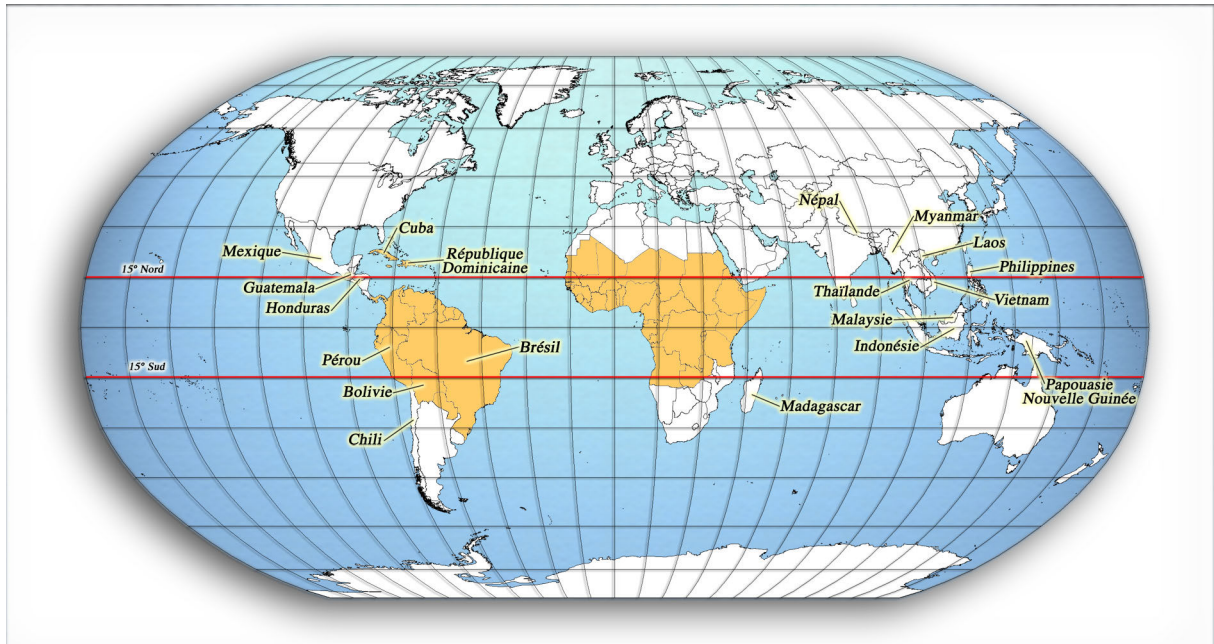 Népal
Myanmar
Cuba
Laos
Mexique
République
Dominicaine
15° Nord
Philippines
Guatemala
Thaïlande
Vietnam
Honduras
Malaysie
Indonésie
Brésil
Pérou
15° Sud
Bolivie
Papouasie
Nouvelle Guinée
Madagascar
Chili